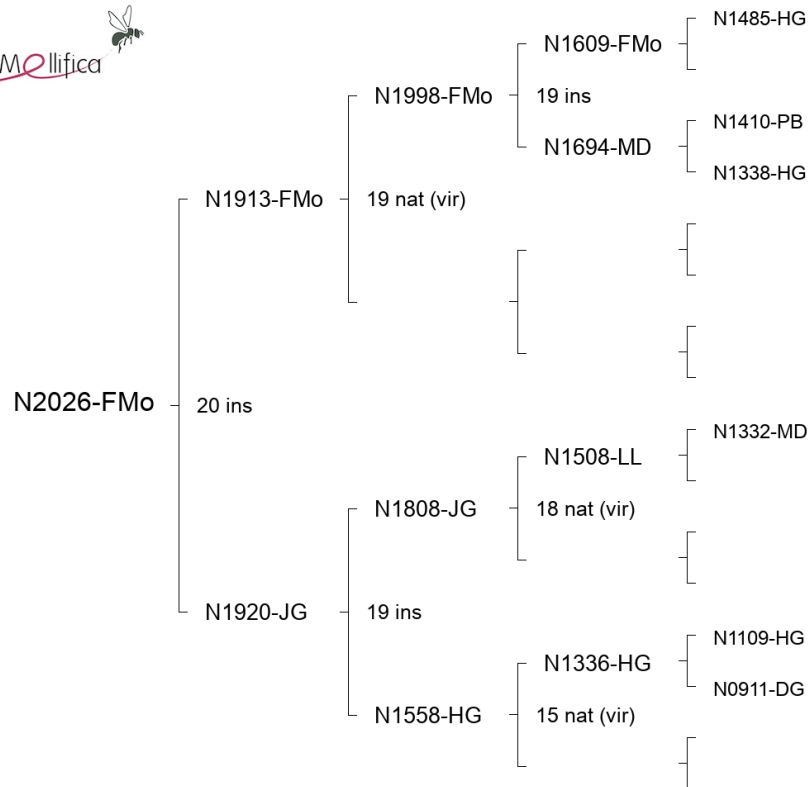 N1485-HG
N1609-FMo
Mellifica
N1998-FMo
19 ins
N1410-PB
N1694-MD
N1338-HG
N1913-FMo
19 nat (vir)
N2026-FMo
20 ins
N1332-MD
N1508-LL
N1808-JG
18 nat (vir)
N1920-JG
19 ins
N1109-HG
N1336-HG
N0911-DG
N1558-HG
15 nat (vir)